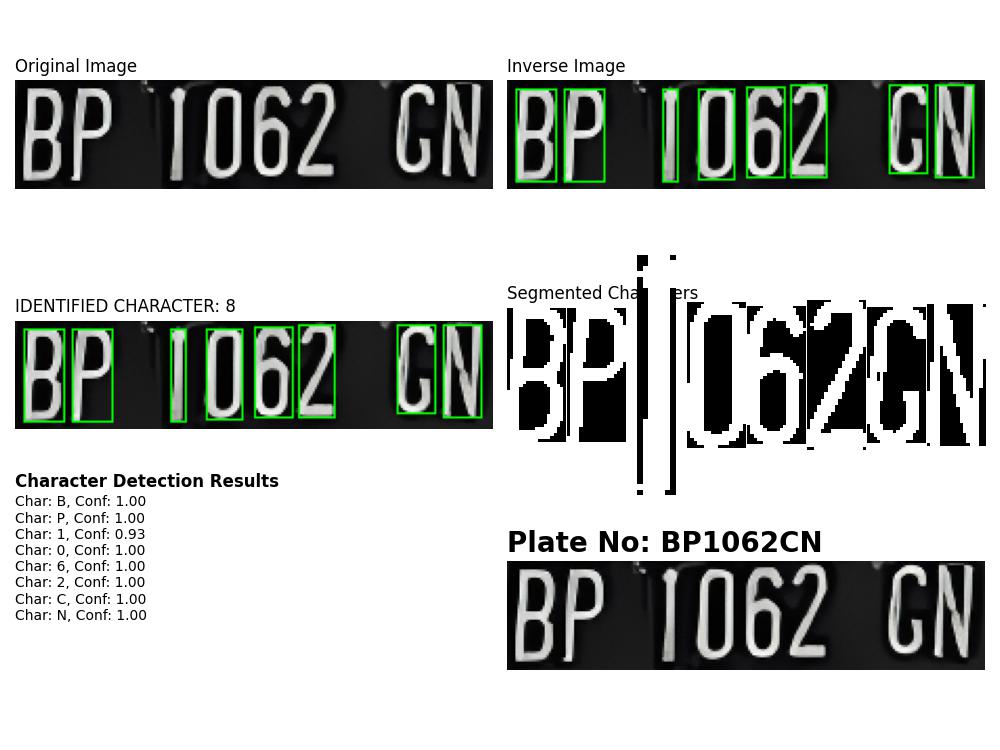 Original Image
BP 1062 GN
Inverse Image
BP 1062 GN
IDENTIFIED CHARACTER: 8
BP 1062 GN
Segmented Cha ers
BP1062GN
Character Detection Results
Char: B, Conf: 1.00
Char: P, Conf: 1.00
Char: 1, Conf: 0.93
Char: 0, Conf: 1.00
Char: 6, Conf: 1.00
Char: 2, Conf: 1.00
Char: C, Conf: 1.00
Char: N, Conf: 1.00
Plate No: BP1062CN
BP 1062 GN